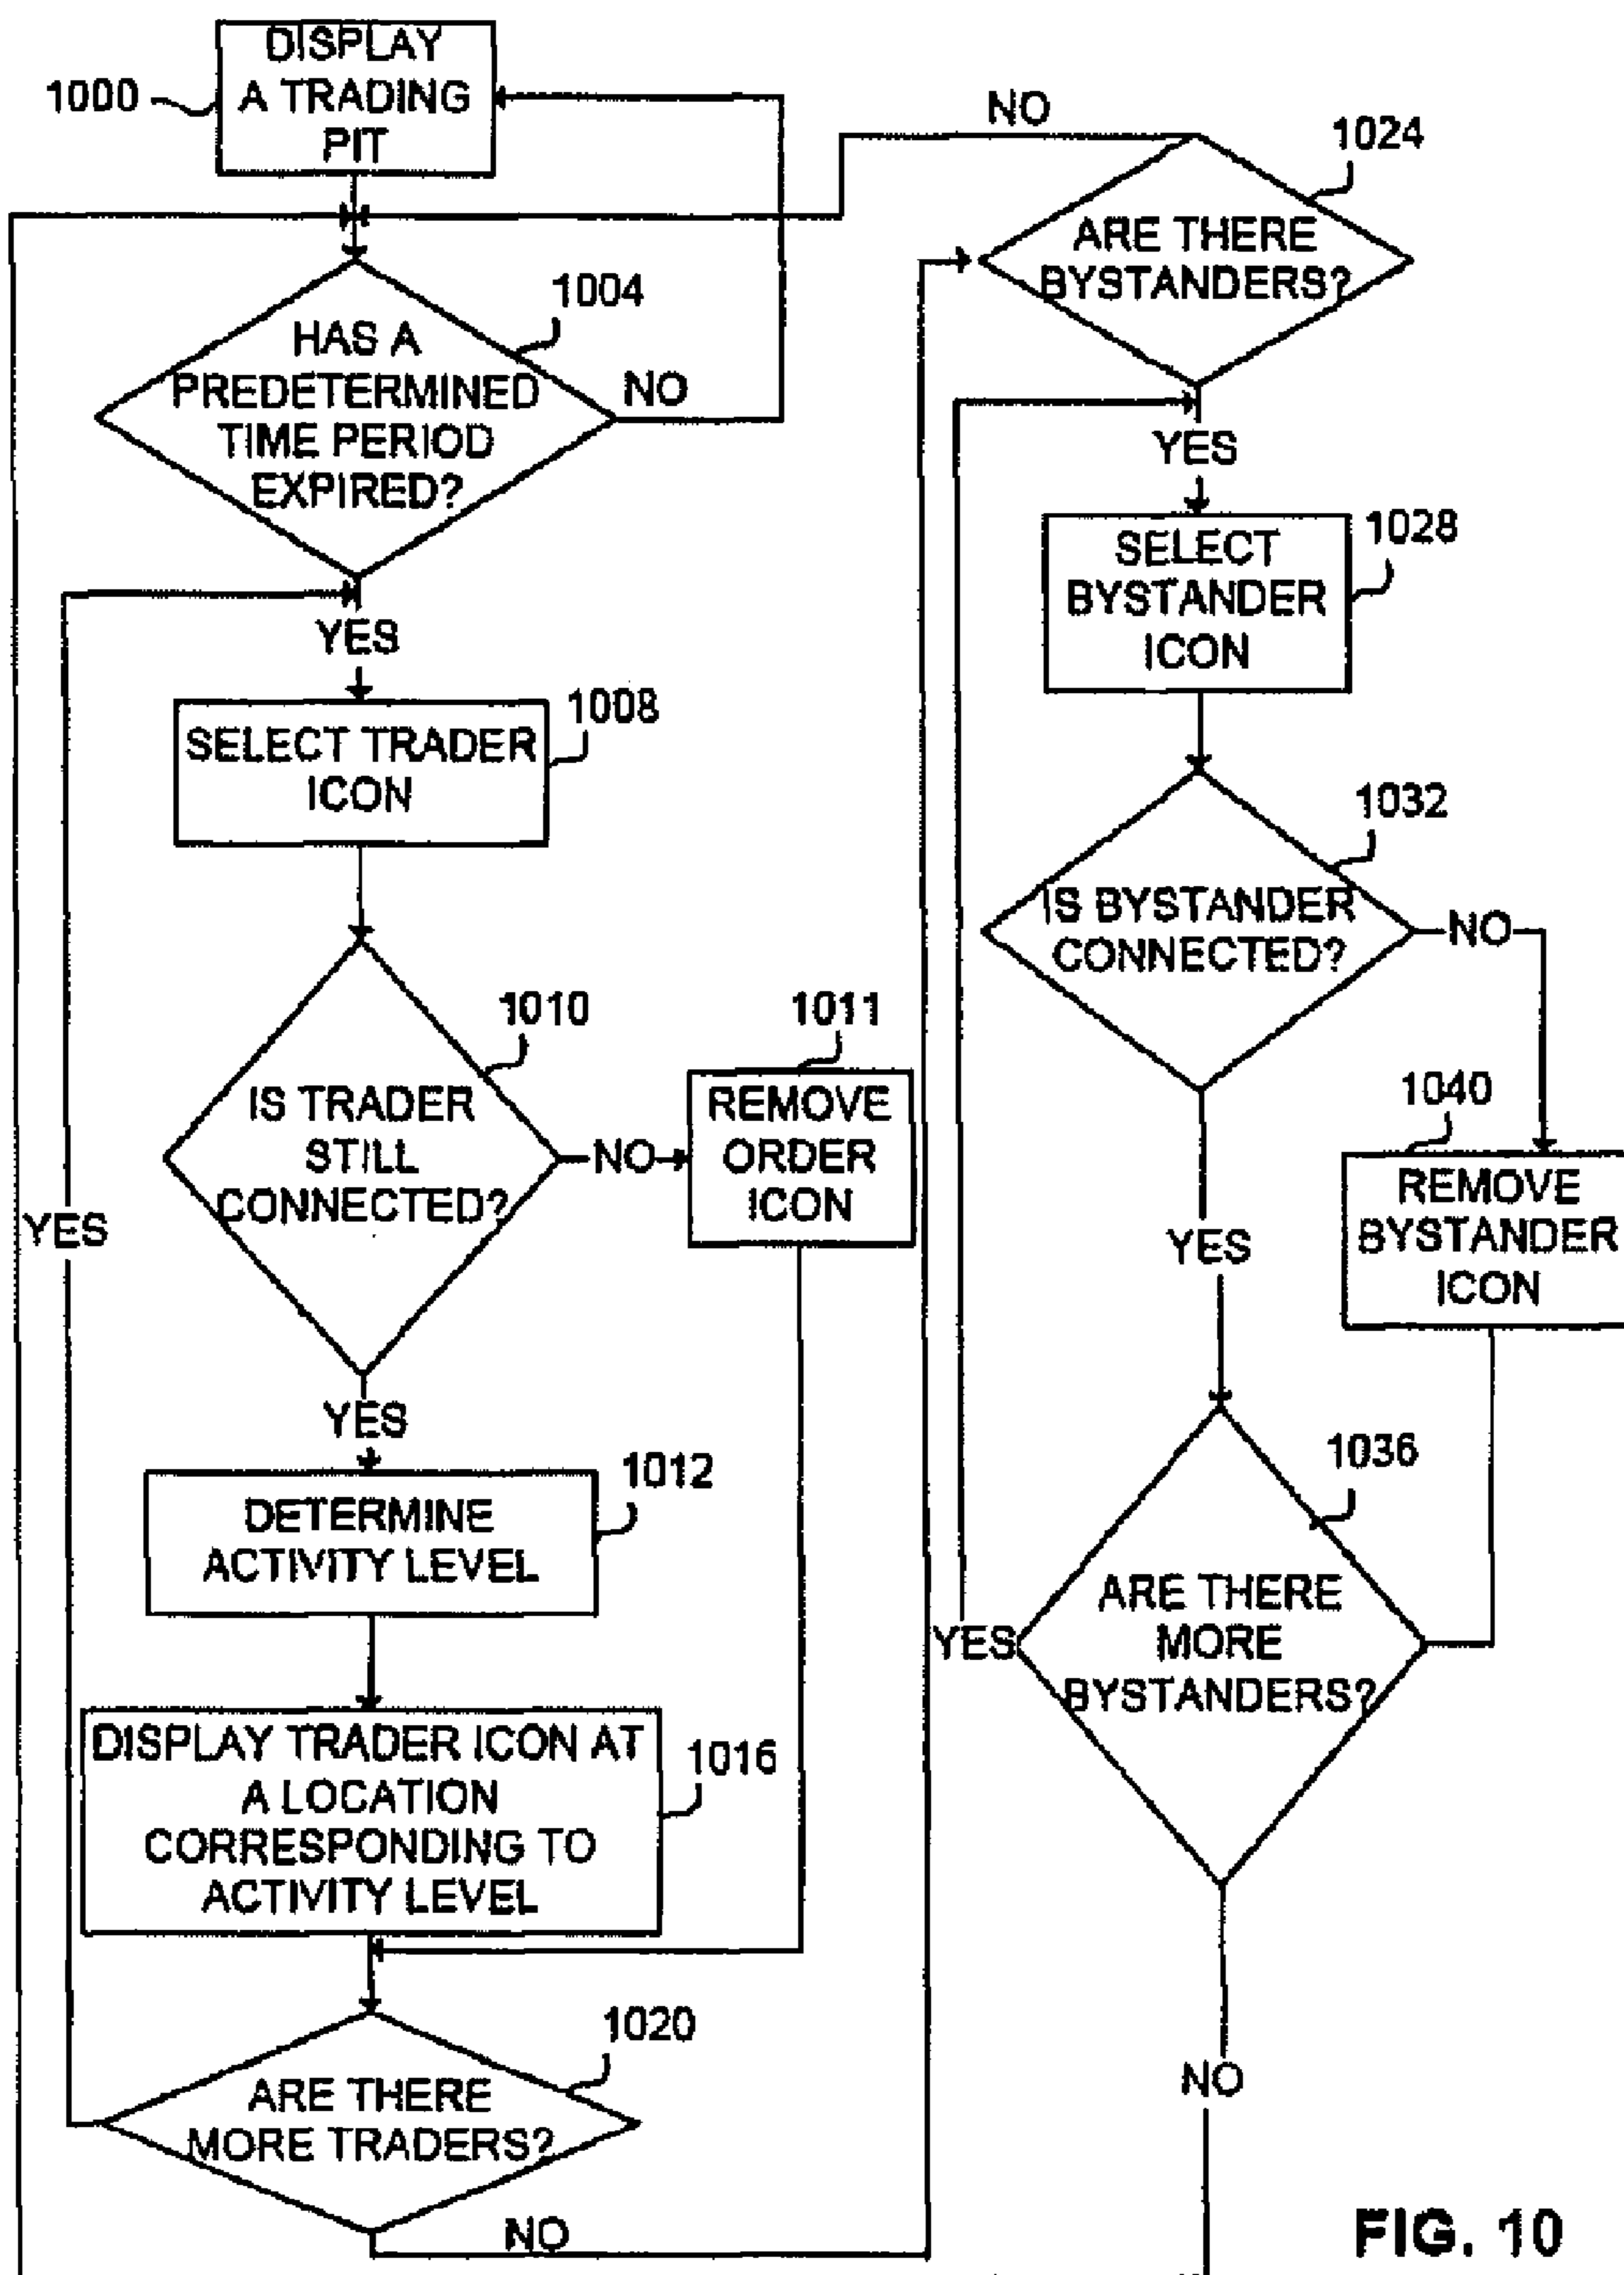 DISPLAY
A TRADING
PIT
1000
1004
HAS A
PREDETERMINED
TIME PERIOD
EXPIRED?
NO
YES
1008
SELECT TRADER
ICON
1010
IS TRADER
STILL
CONNECTED?
NO
1011
REMOVE
ORDER
ICON
YES
YES
1012
DETERMINE
ACTIVITY LEVEL
DISPLAY TRADER ICON AT
A LOCATION
CORRESPONDING TO
ACTIVITY LEVEL
1016
1020
ARE THERE
MORE TRADERS?
NO
NO
1024
ARE THERE
BYSTANDERS?
YES
1028
SELECT
BYSTANDER
ICON
1032
IS BYSTANDER
CONNECTED?
NO
1040
REMOVE
BYSTANDER
ICON
YES
1036
ARE THERE
MORE
BYSTANDERS?
YES
NO
FIG. 10